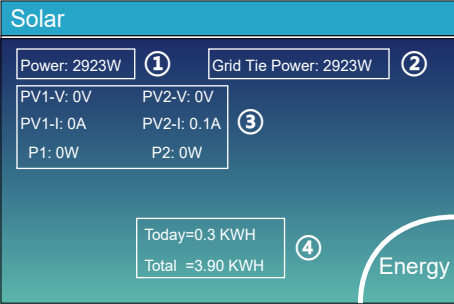 Solar
Power: 2923W ① Grid Tie Power: 2923W ②
PV1-V: 0V PV2-V: 0V
PV1-I: 0A PV2-I: 0.1A ③
P1: 0W P2: 0W
Today=0.3 KWH
④
Total =3.90 KWH
Energy